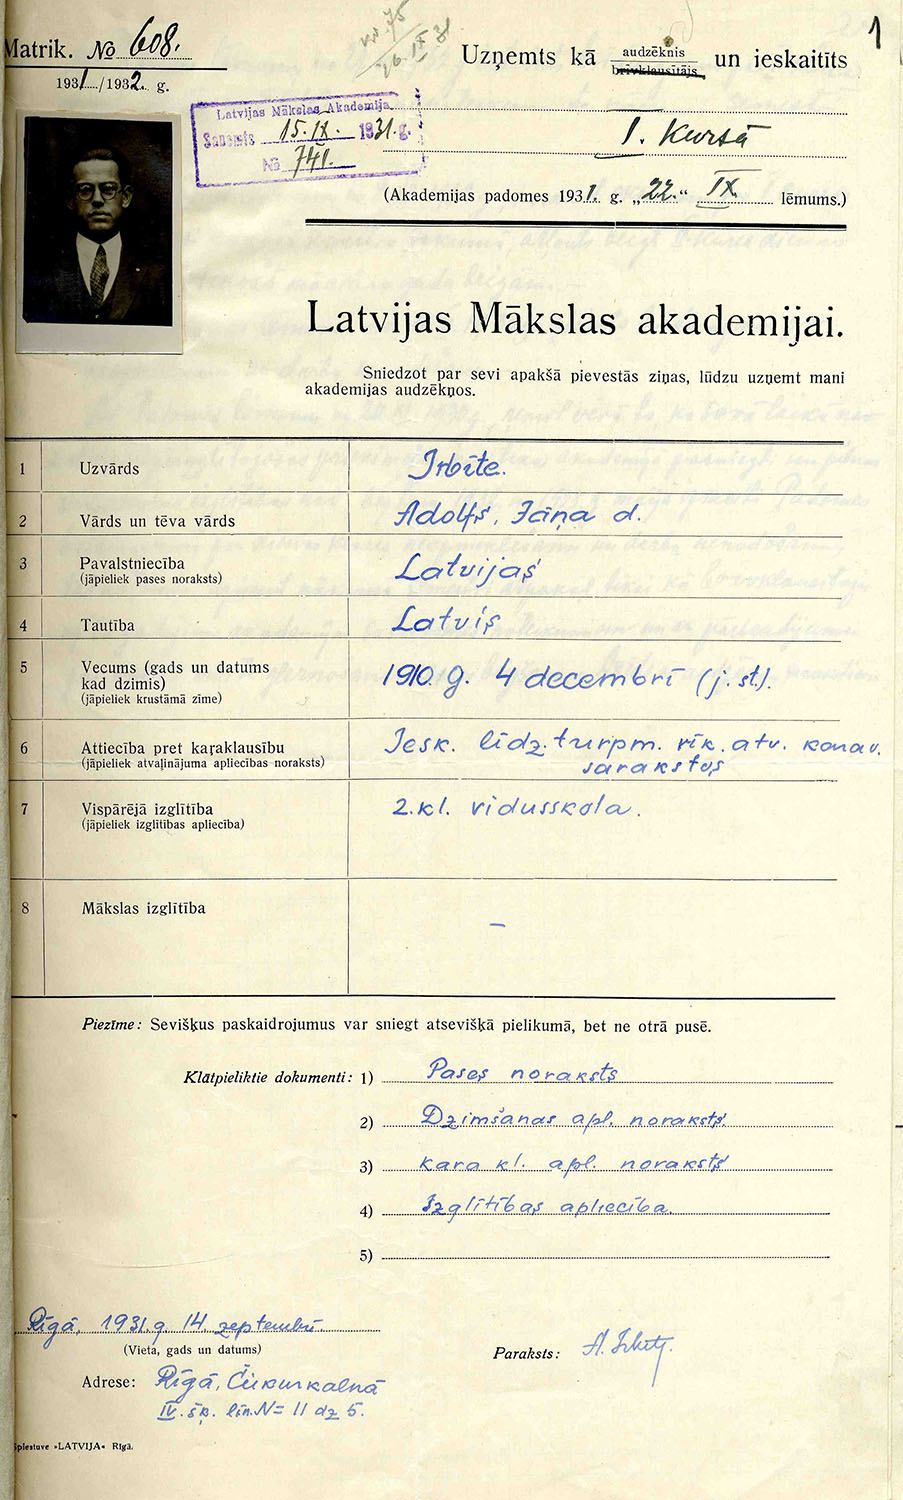 1
Matrik. № 608.
1931/1932. g.
Uzņemts kā audzēknis un ieskaitīts
brīvklausītājs
Latvijas Mākslas Akademija
Saņemts 15.IX. 1931.g.
№ 741.
I. Kursā
(Akademijas padomes 1931. g. „22.“ IX lēmums.)
Latvijas Mākslas akademijai.
Sniedzot par sevi apakšā pievestās ziņas, lūdzu uzņemt mani
akademijas audzēkņos.
1 Uzvārds Irbīte.
2 Vārds un tēva vārds Adolfs, Jāņa d.
3 Pavalstniecība Latvijas
(jāpieliek pases noraksts)
4 Tautība Latvis
5 Vecums (gads un datums
kad dzimis) 1910. g. 4 decembrī (j. st.).
(jāpieliek krustāmā zīme)
6 Attiecība pret kaŗaklausību Iesk. līdz turpm. rīk. atv. kanav.
(jāpieliek atvaļinājuma apliecības noraksts) sarakstos
7 Vispārējā izglītība 2. kl. vidusskola.
(jāpieliek izglītības apliecība)
8 Mākslas izglītība –
Piezīme: Sevišķus paskaidrojumus var sniegt atsevišķā pielikumā, bet ne otrā pusē.
Klātpieliktie dokumenti: 1) Pases noraksts
2) Dzimšanas apl. noraksts.
3) kara kl. apl. noraksts
4) Izglītības apliecība.
5)
Rīgā, 1931. g. 14. septembrī.
(Vieta, gads un datums)
Paraksts: A. Irbīt
Adrese: Rīgā, Čiekurkalnā
IV. šķ. lin. N= 11 dz 5.
Spiestuve »LATVIJA« Rīgā.